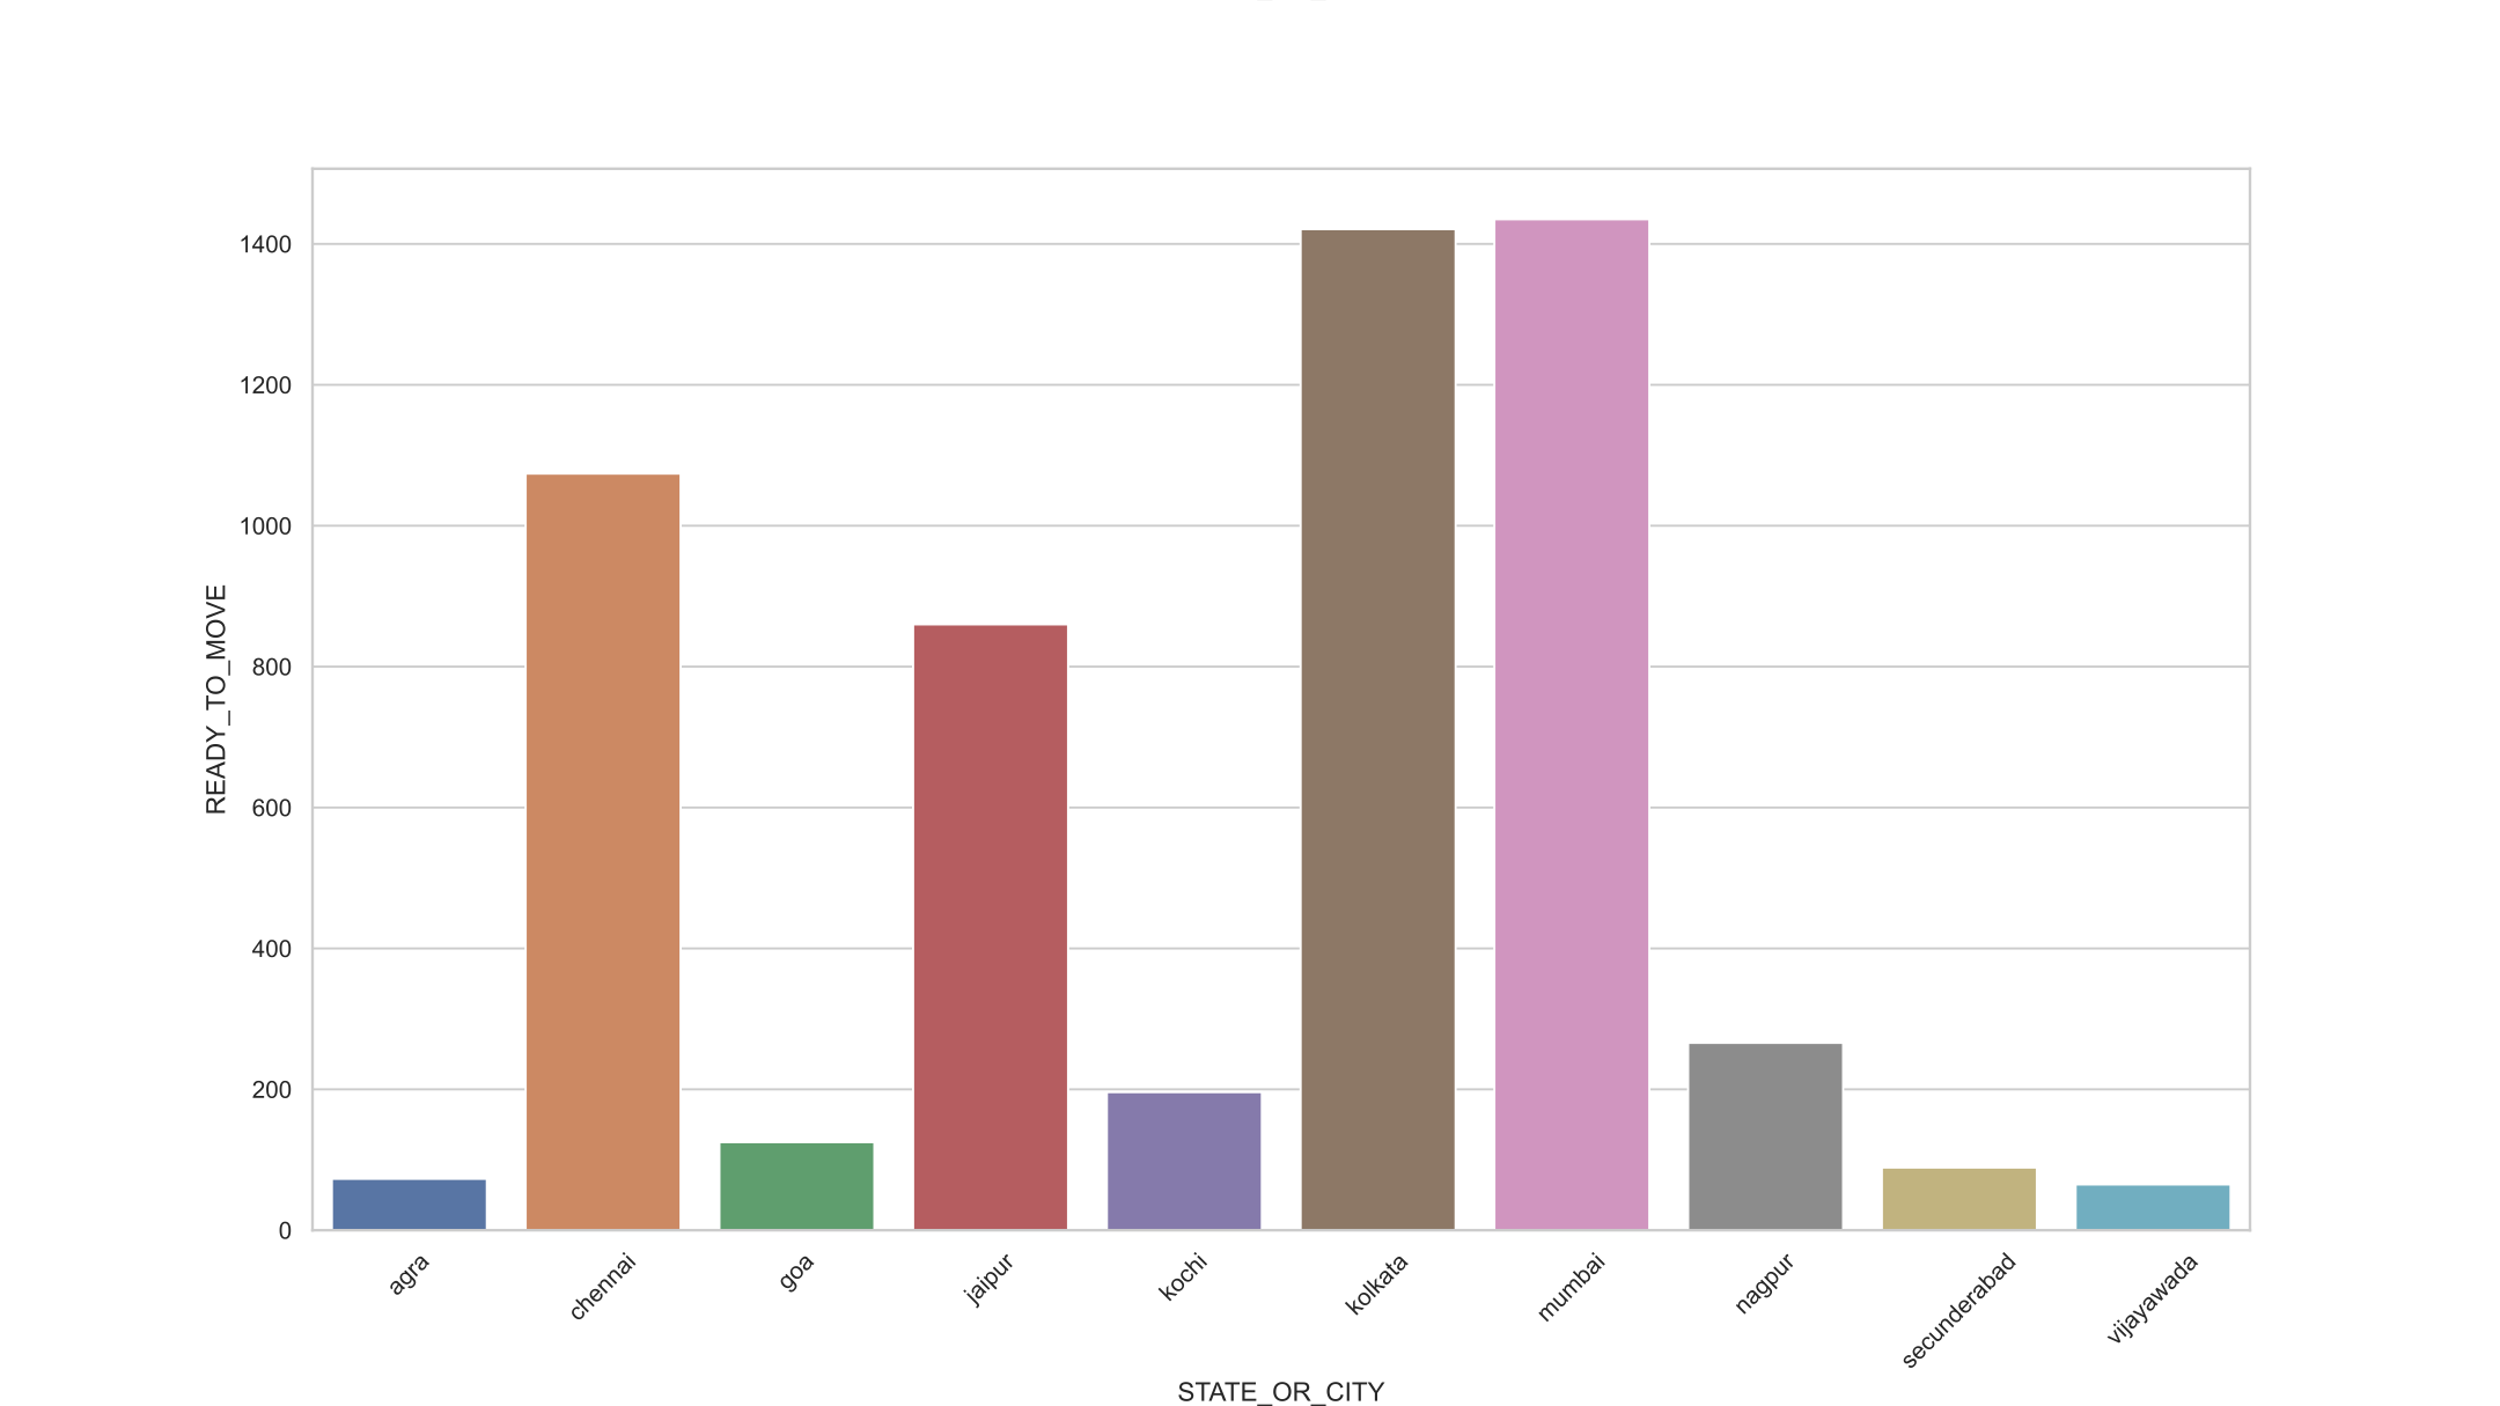 1400
1200
1000
800
600
400
200
0
READY_TO_MOVE
agra
chennai
goa
jaipur
kochi
kolkata
mumbai
nagpur
secunderabad
vijayawada
STATE_OR_CITY